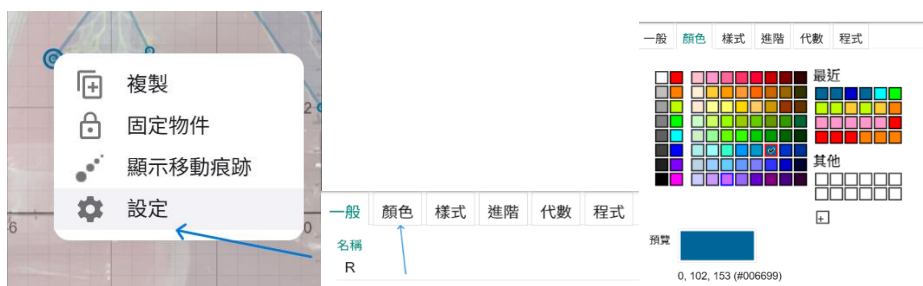 複製
固定物件
顯示移動痕跡
設定
2
6
0
一般 顏色 樣式 進階 代數 程式
名稱
R
一般 顏色 樣式 進階 代數 程式
最近
其他
+
預覽
0, 102, 153 (#006699)